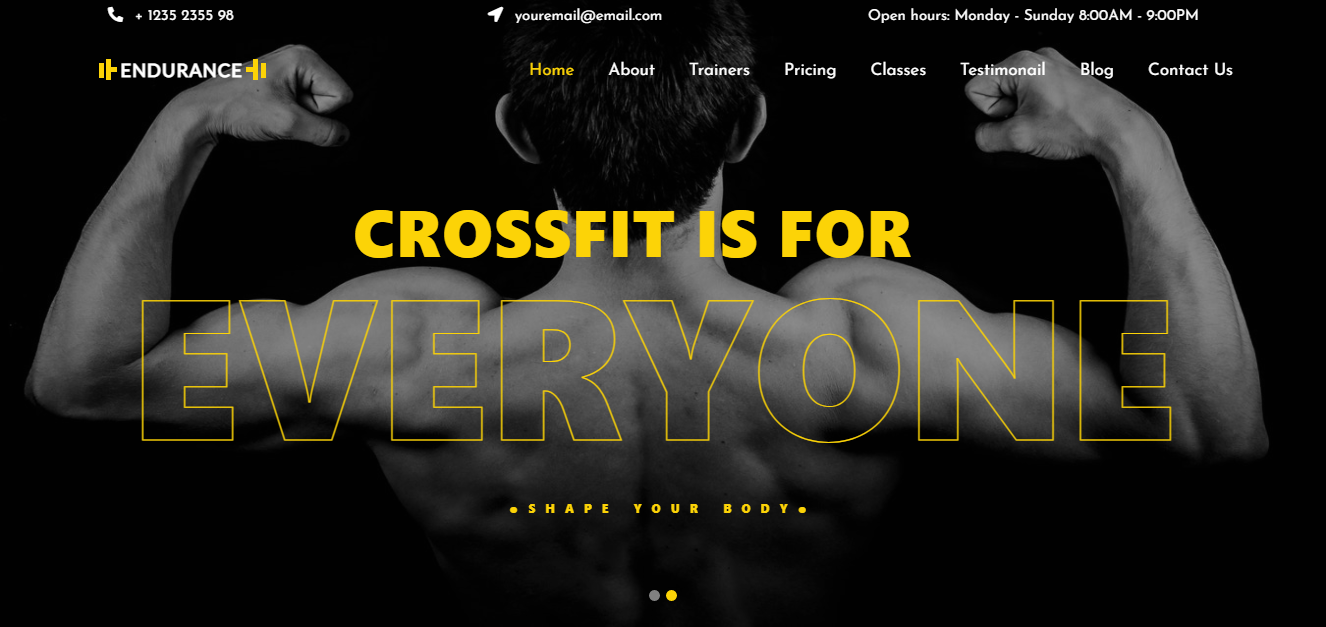 + 1235 2355 98 youremail@email.com Open hours: Monday - Sunday 8:00AM - 9:00PM
ENDURANCE Home About Trainers Pricing Classes Testimonail Blog Contact Us
CROSSFIT IS FOR
EVERYONE
•SHAPE YOUR BODY•